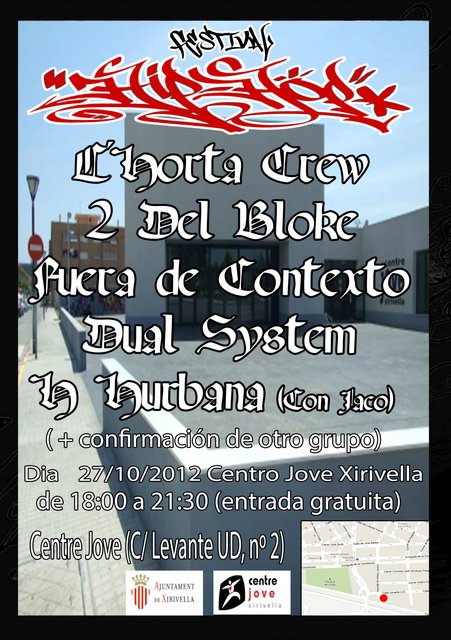 FESTIVAL
"HIP HOP"
L'Horta Crew
2 Del Bloke
Fuera de Contexto
Dual System
H Hurbana (Con Jaco)
( + confirmación de otro grupo)
Dia 27/10/2012 Centro Jove Xirivella
de 18:00 a 21:30 (entrada gratuita)
Centre Jove (C/ Levante UD, nº 2)
AJUNTAMENT
DE XIRIVELLA
centre
jove
xirivella
centre
xirivella